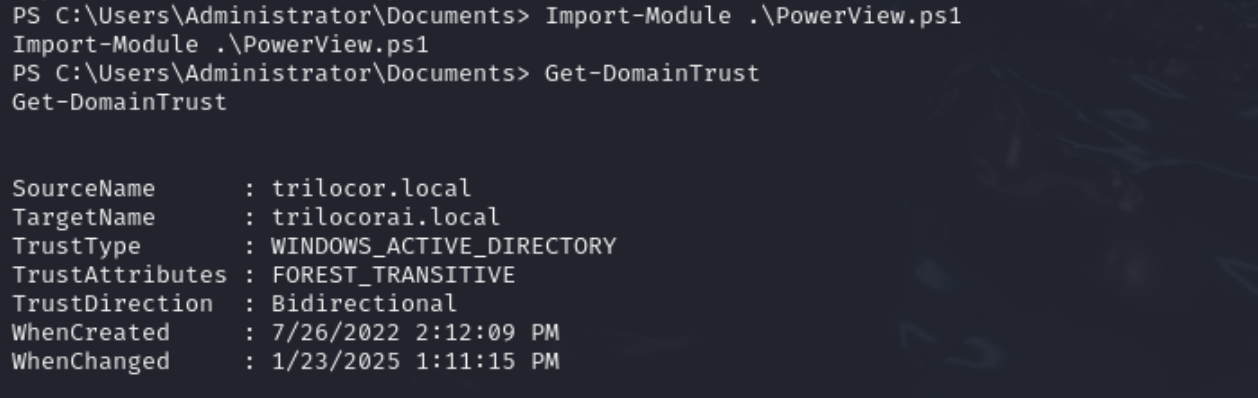 PS C:\Users\Administrator\Documents> Import-Module .\PowerView.ps1
Import-Module .\PowerView.ps1
PS C:\Users\Administrator\Documents> Get-DomainTrust
Get-DomainTrust
SourceName      : trilocor.local
TargetName      : trilocorai.local
TrustType       : WINDOWS_ACTIVE_DIRECTORY
TrustAttributes : FOREST_TRANSITIVE
TrustDirection  : Bidirectional
WhenCreated     : 7/26/2022 2:12:09 PM
WhenChanged     : 1/23/2025 1:11:15 PM